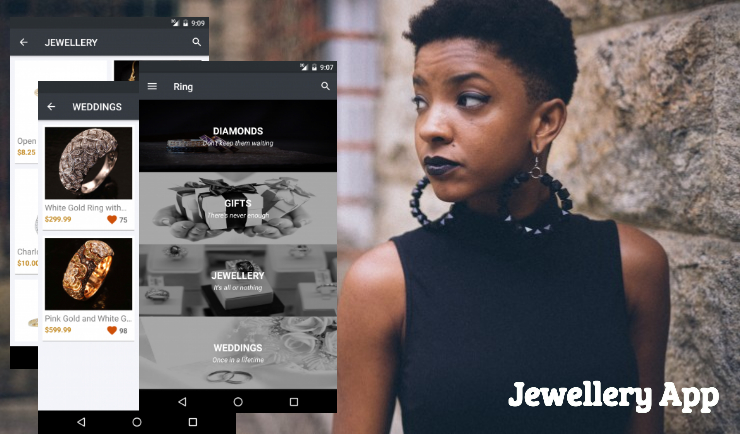 9:09
JEWELLERY
Open
$8.25
$10.00
WEDDINGS
White Gold Ring with...
$299.99
75
Pink Gold and White G...
$599.99
98
9:07
Ring
DIAMONDS
Don't keep them waiting
GIFTS
There's never enough
JEWELLERY
It's all or nothing
WEDDINGS
Once in a lifetime
Jewellery App